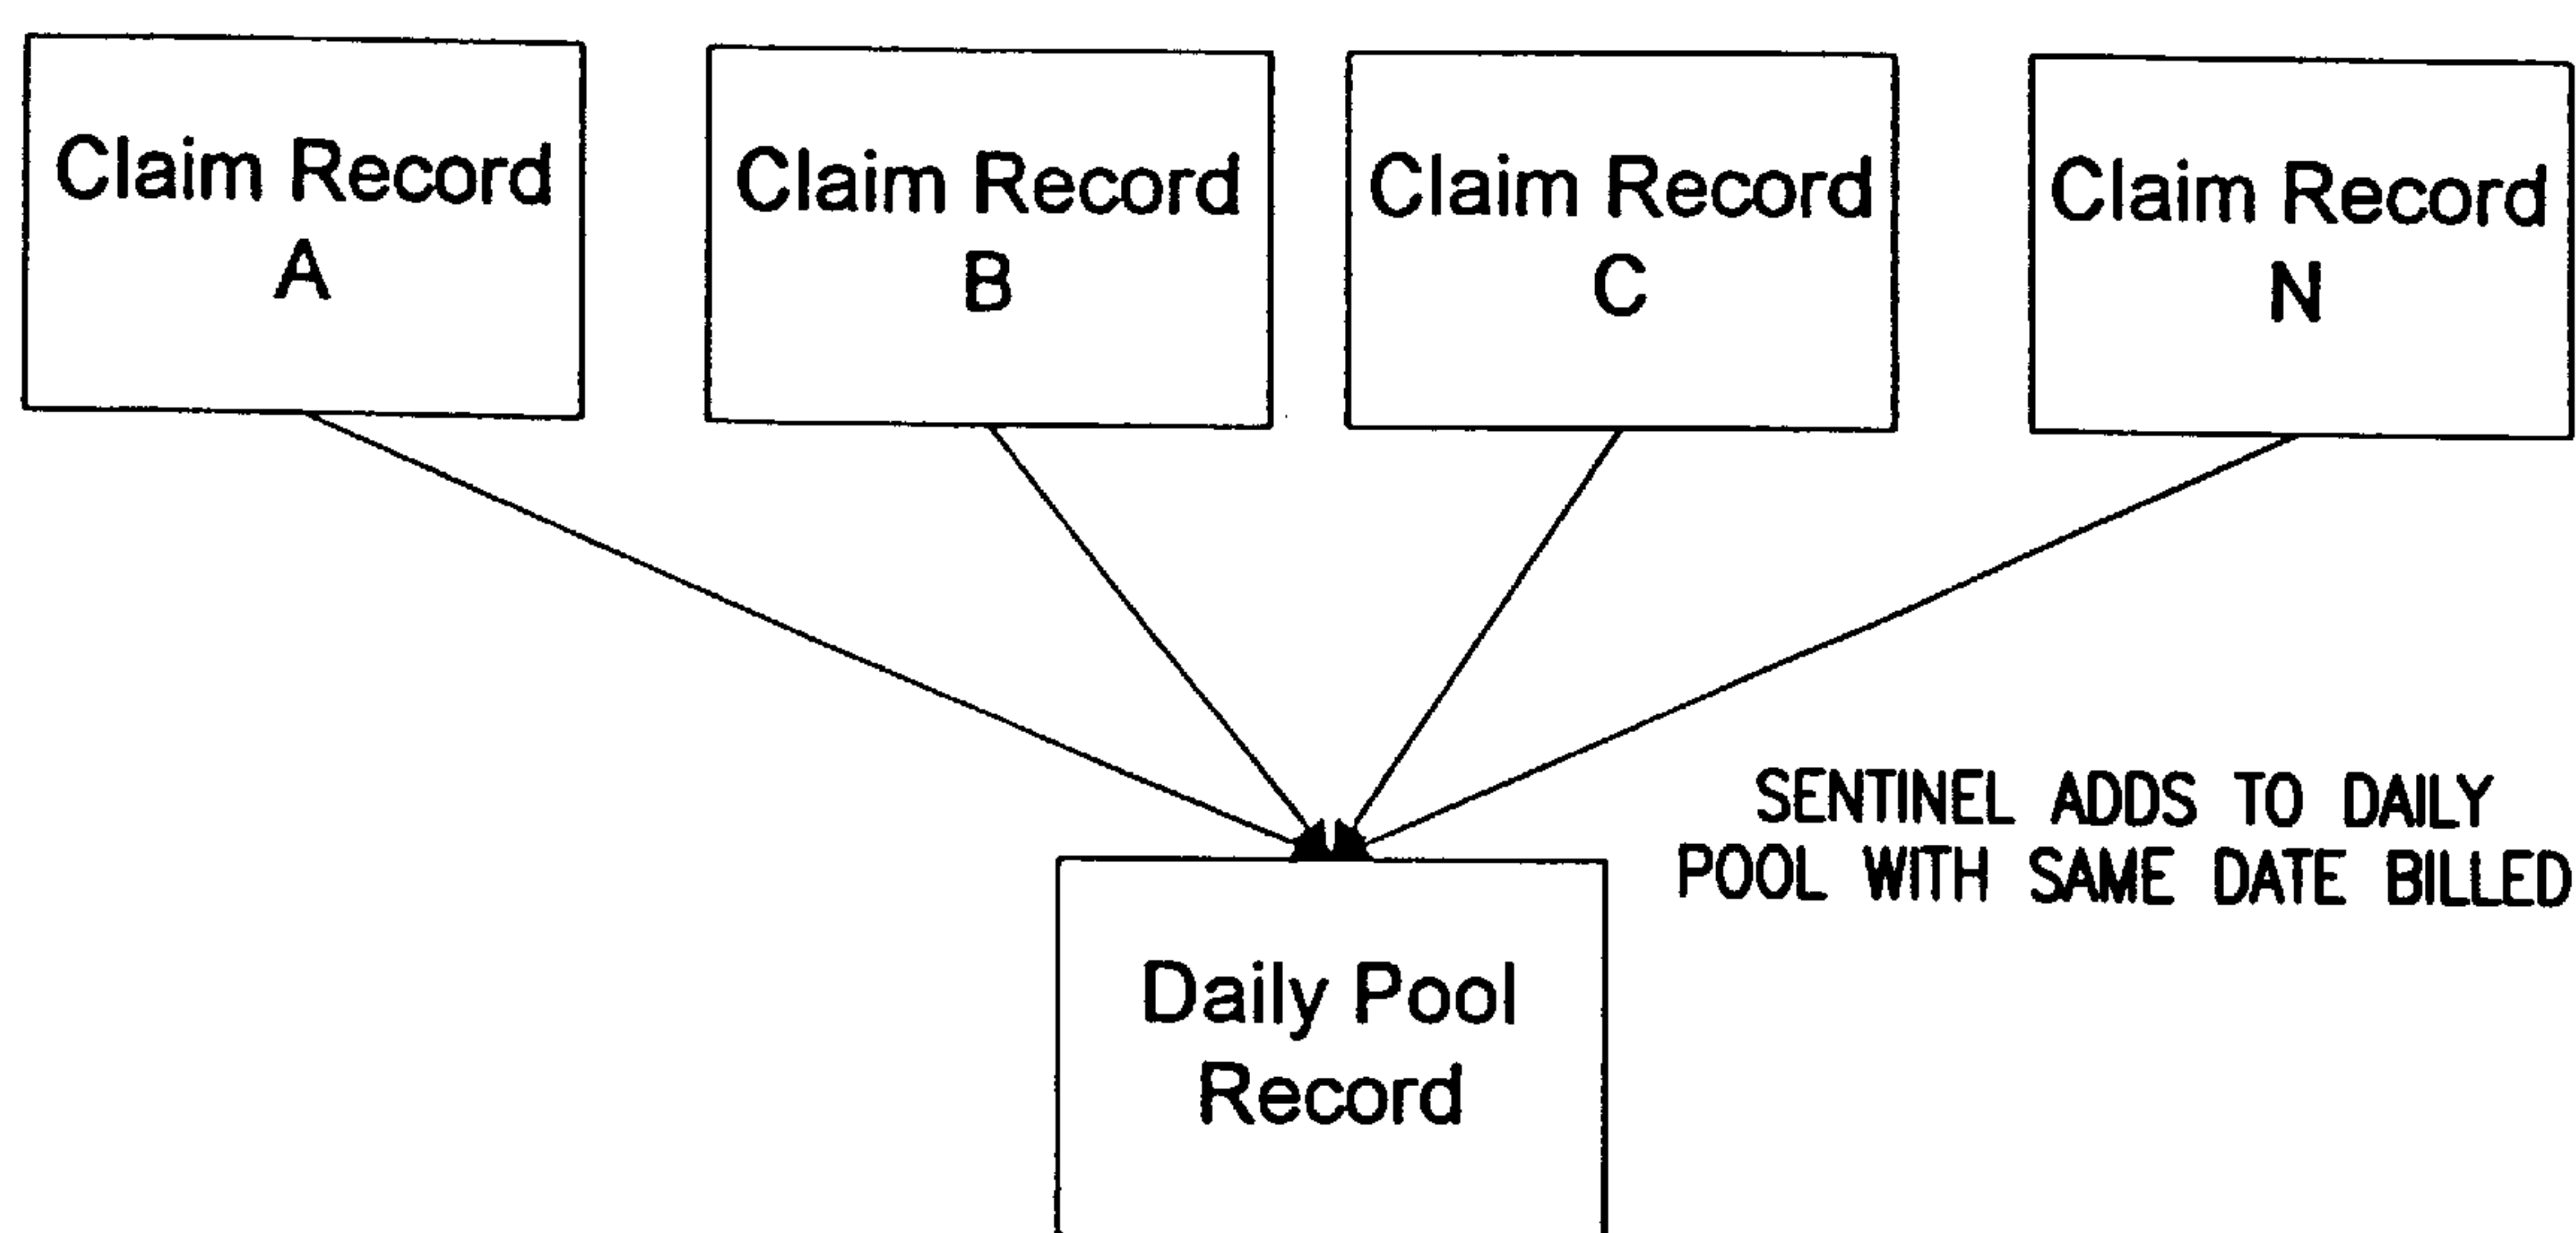 Claim Record
A
Claim Record
B
Claim Record
C
Claim Record
N
SENTINEL ADDS TO DAILY
POOL WITH SAME DATE BILLED
Daily Pool
Record